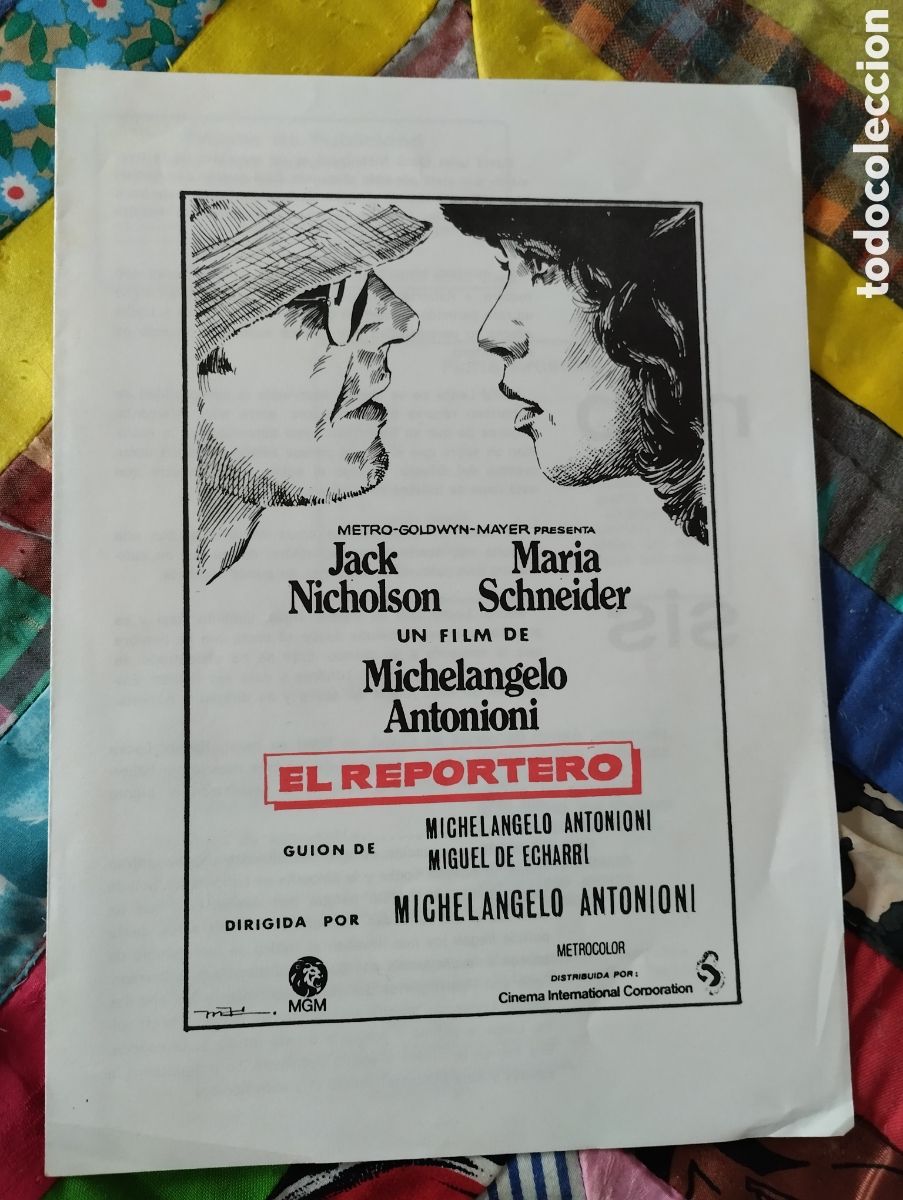 METRO-GOLDWYN-MAYER PRESENTA
Jack Nicholson
Maria Schneider
UN FILM DE
Michelangelo
Antonioni
EL REPORTERO
GUION DE
MICHELANGELO ANTONIONI
MIGUEL DE ECHARRI
DIRIGIDA POR MICHELANGELO ANTONIONI
METROCOLOR
DISTRIBUIDA POR:
Cinema International Corporation
MGM
todocoleccion